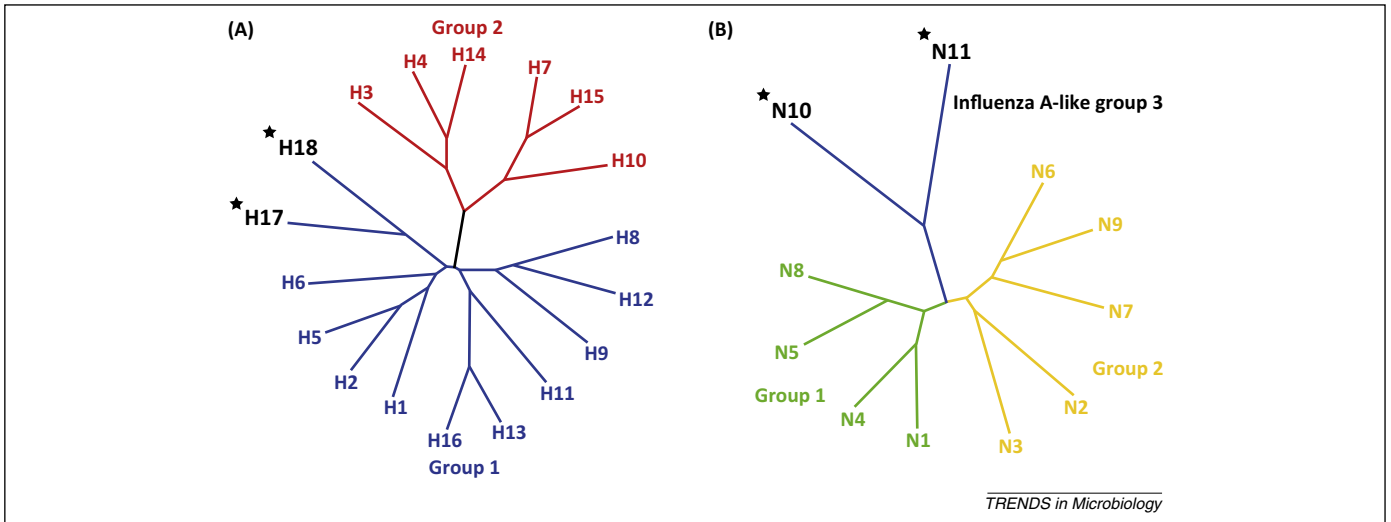 (A)
Group 2
H4
H14
H7
H3
H15
H18
H10
H17
H8
H6
H12
H5
H9
H2
H11
H1
H16
H13
Group 1
(B)
N11
N10
Influenza A-like group 3
N6
N9
N8
N7
N5
Group 2
Group 1
N4
N2
N1
N3
TRENDS in Microbiology